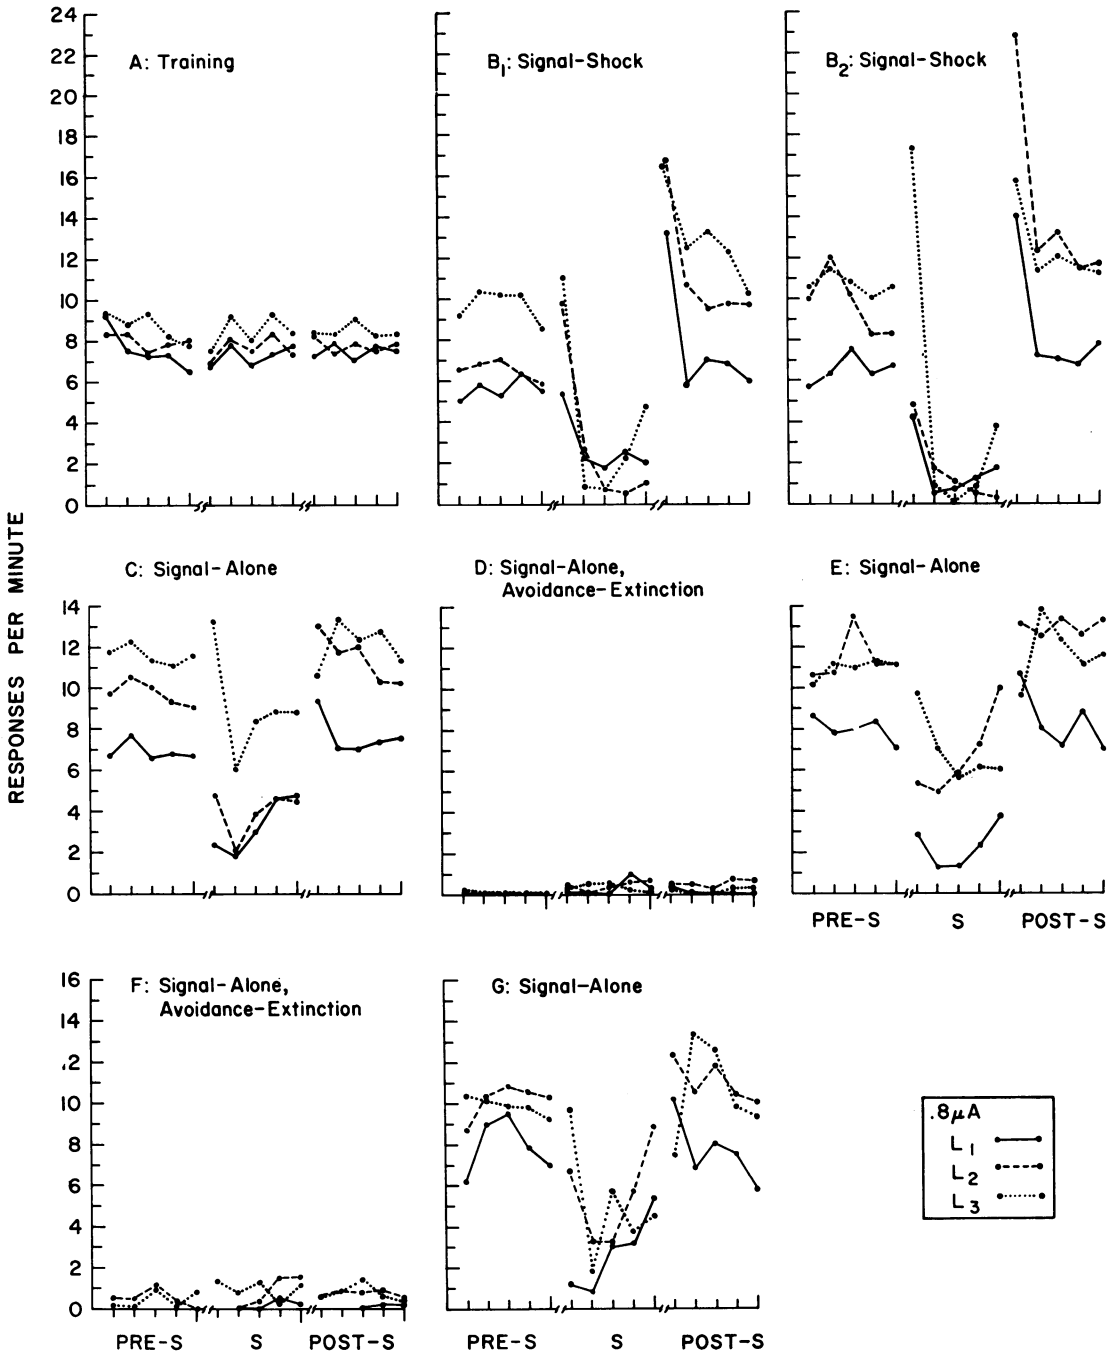 24
22
20
18
16
14
12
10
8
6
4
2
0
A: Training
B1: Signal-Shock
B2: Signal-Shock
RESPONSES PER MINUTE
C: Signal-Alone
14
12
10
8
6
4
2
0
D: Signal-Alone,
Avoidance-Extinction
E: Signal-Alone
PRE-S S POST-S
16
14
12
10
8
6
4
2
0
F: Signal-Alone,
Avoidance-Extinction
PRE-S S POST-S
G: Signal-Alone
PRE-S S POST-S
.8μA
L1
L2
L3